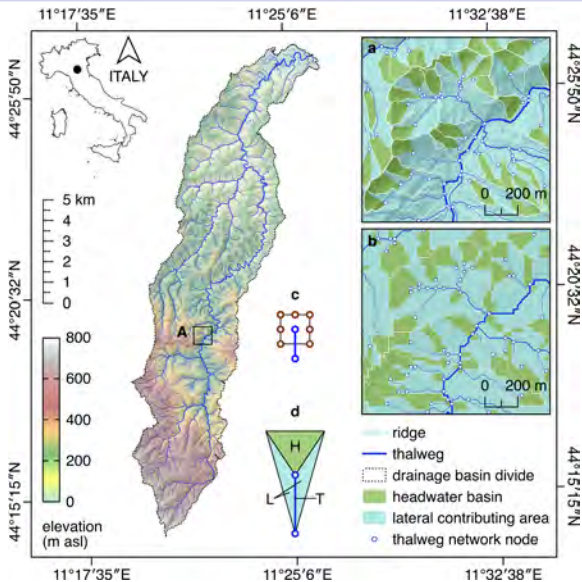 11°17′35″E 11°25′6″E 11°32′38″E
44°25′50″N
44°20′32″N
44°15′15″N
ITALY
5 km
4
3
2
1
0
A
800
600
400
200
0
elevation
(m asl)
c
d
H
L
T
a
0 200 m
b
0 200 m
ridge
thalweg
drainage basin divide
headwater basin
lateral contributing area
thalweg network node
44°25′50″N
44°20′32″N
44°15′15″N
11°17′35″E 11°25′6″E 11°32′38″E